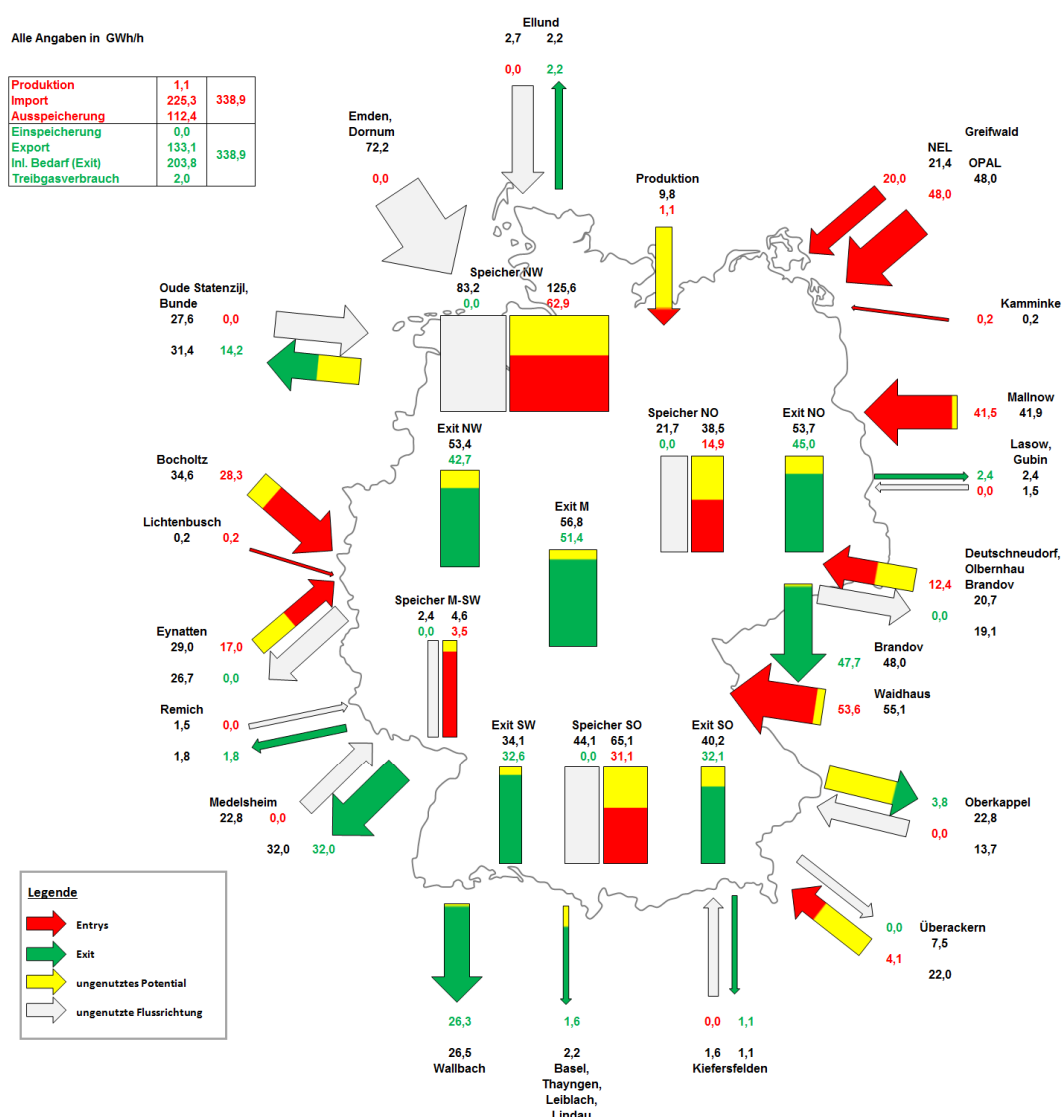 Alle Angaben in GWh/h
Produktion 1,1
Import 225,3 338,9
Ausspeicherung 112,4
Einspeicherung 0,0
Export 133,1 338,9
Inl. Bedarf (Exit) 203,8
Treibgasverbrauch 2,0
Ellund
2,7 2,2
0,0 2,2
Emden,
Dornum
72,2
0,0
Produktion
9,8
1,1
Greifwald
NEL
21,4 OPAL
48,0
20,0
48,0
Kamminke
0,2 0,2
Oude Statenzijl,
Bunde
27,6 0,0
31,4 14,2
Speicher NW
83,2 125,6
0,0 62,9
Mallnow
41,5 41,9
Lasow,
Gubin
2,4 2,4
0,0 1,5
Exit NW
53,4
42,7
Speicher NO
21,7 38,5
0,0 14,9
Exit NO
53,7
45,0
Bocholtz
34,6 28,3
Lichtenbusch
0,2 0,2
Exit M
56,8
51,4
Deutschneudorf,
Olbernhau
Brandov
12,4 20,7
0,0
19,1
Eynatten
29,0 17,0
26,7 0,0
Speicher M-SW
2,4 4,6
0,0 3,5
Brandov
47,7 48,0
Waidhaus
53,6 55,1
Remich
1,5 0,0
1,8 1,8
Exit SW
34,1
32,6
Speicher SO
44,1 65,1
0,0 31,1
Exit SO
40,2
32,1
Medelsheim
22,8 0,0
32,0 32,0
3,8 Oberkappel
22,8
0,0
13,7
0,0 Überackern
7,5
4,1
22,0
Legende
Entrys
Exit
ungenutztes Potential
ungenutzte Flussrichtung
26,3
26,5
Wallbach
1,6
2,2
Basel,
Thayngen,
Leiblach,
Lindau
0,0 1,1
1,6 1,1
Kiefersfelden